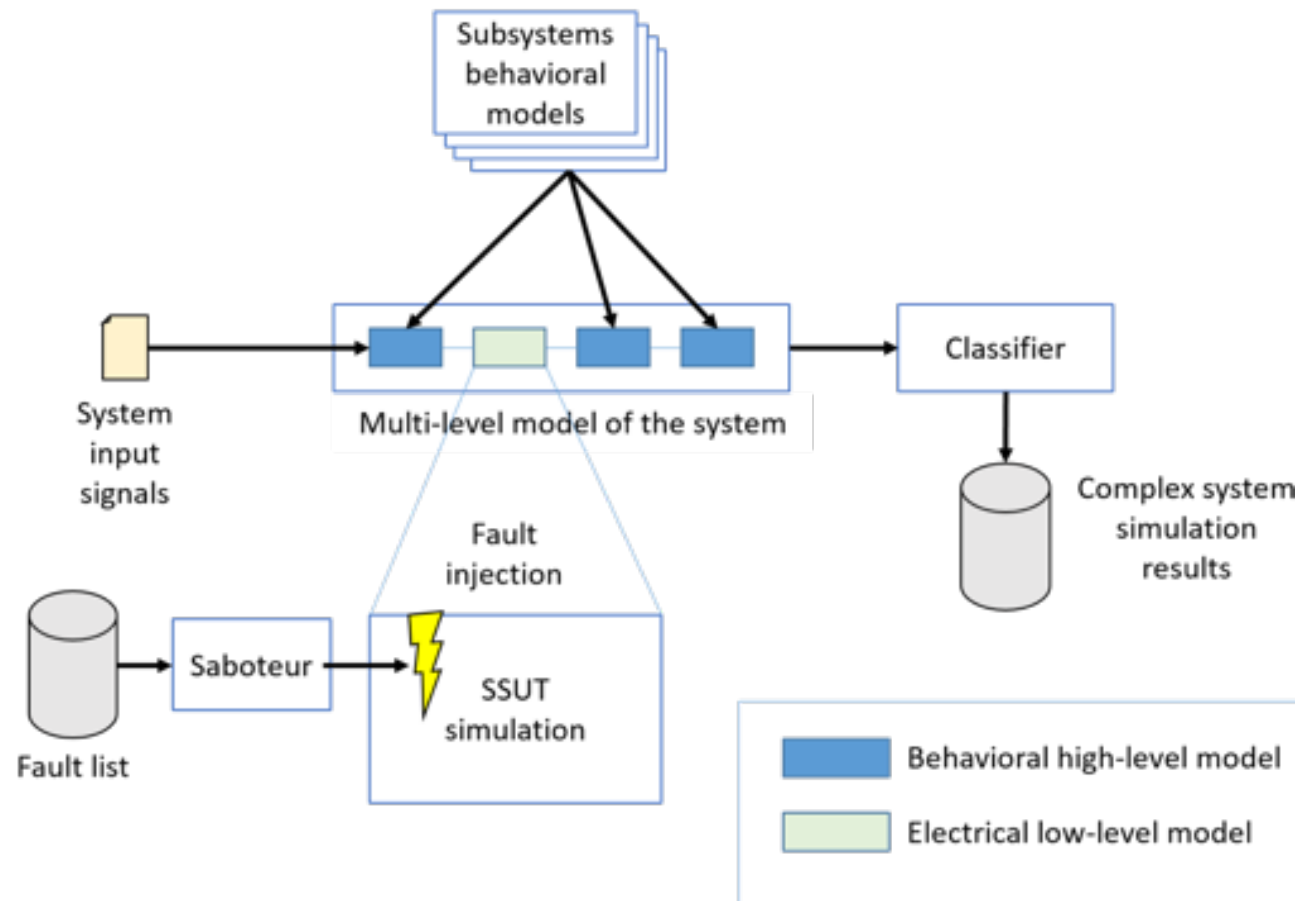 Subsystems
behavioral
models
Classifier
System
input
signals
Multi-level model of the system
Complex system
simulation
results
Fault
injection
Saboteur
SSUT
simulation
Fault list
Behavioral high-level model
Electrical low-level model